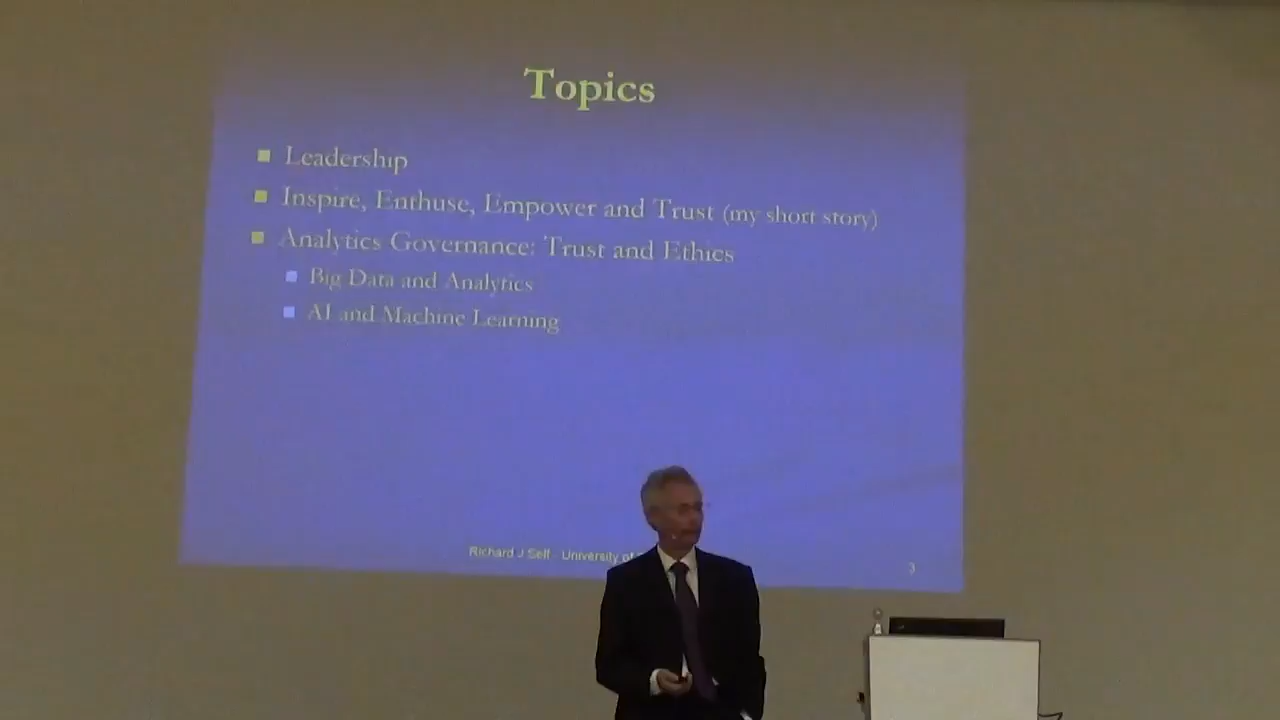 Topics
Leadership
Inspire, Enthuse, Empower and Trust (my short story)
Analytics Governance: Trust and Ethics
Big Data and Analytics
AI and Machine Learning
Richard J Self - University of
3